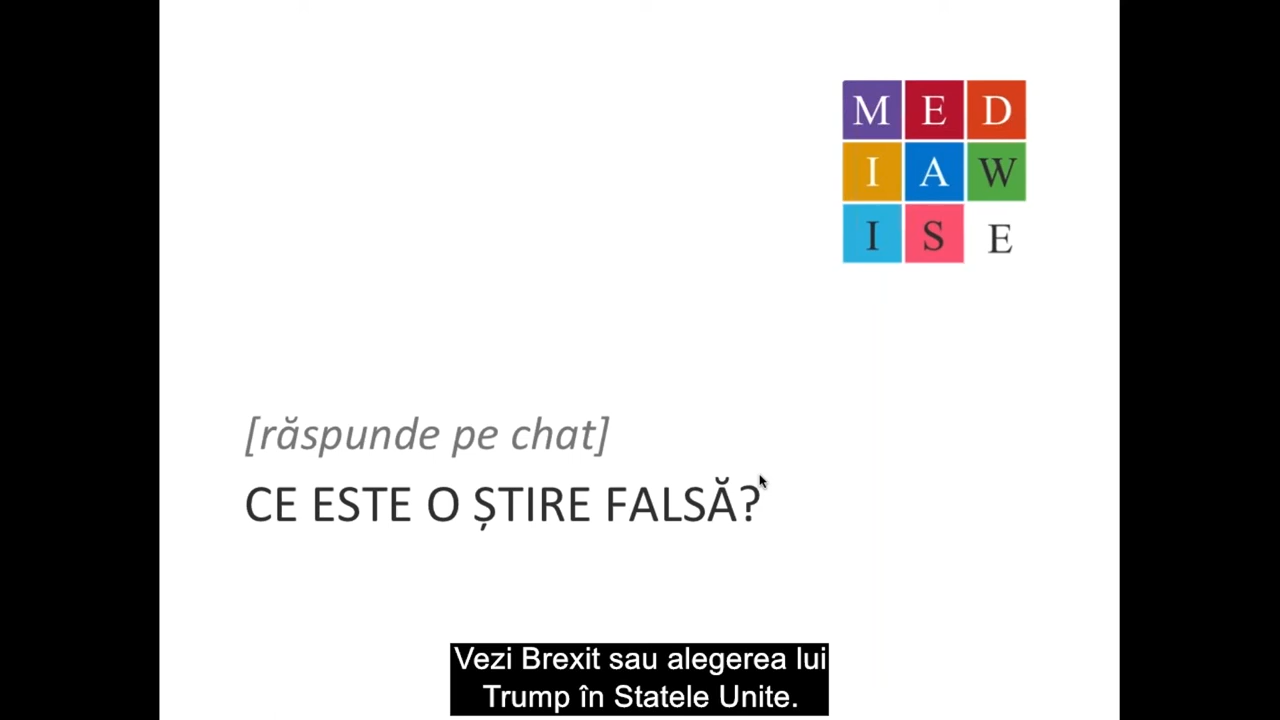 M E D
I A W
I S E
[răspunde pe chat]
CE ESTE O ȘTIRE FALSĂ?
Vezi Brexit sau alegerea lui
Trump în Statele Unite.